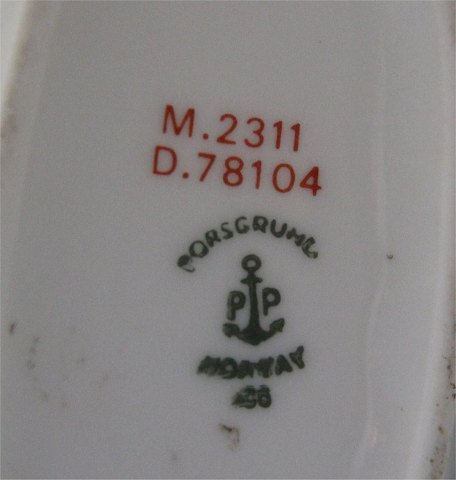 M.2311
D.78104
PORSGRUND
P P
NORWAY